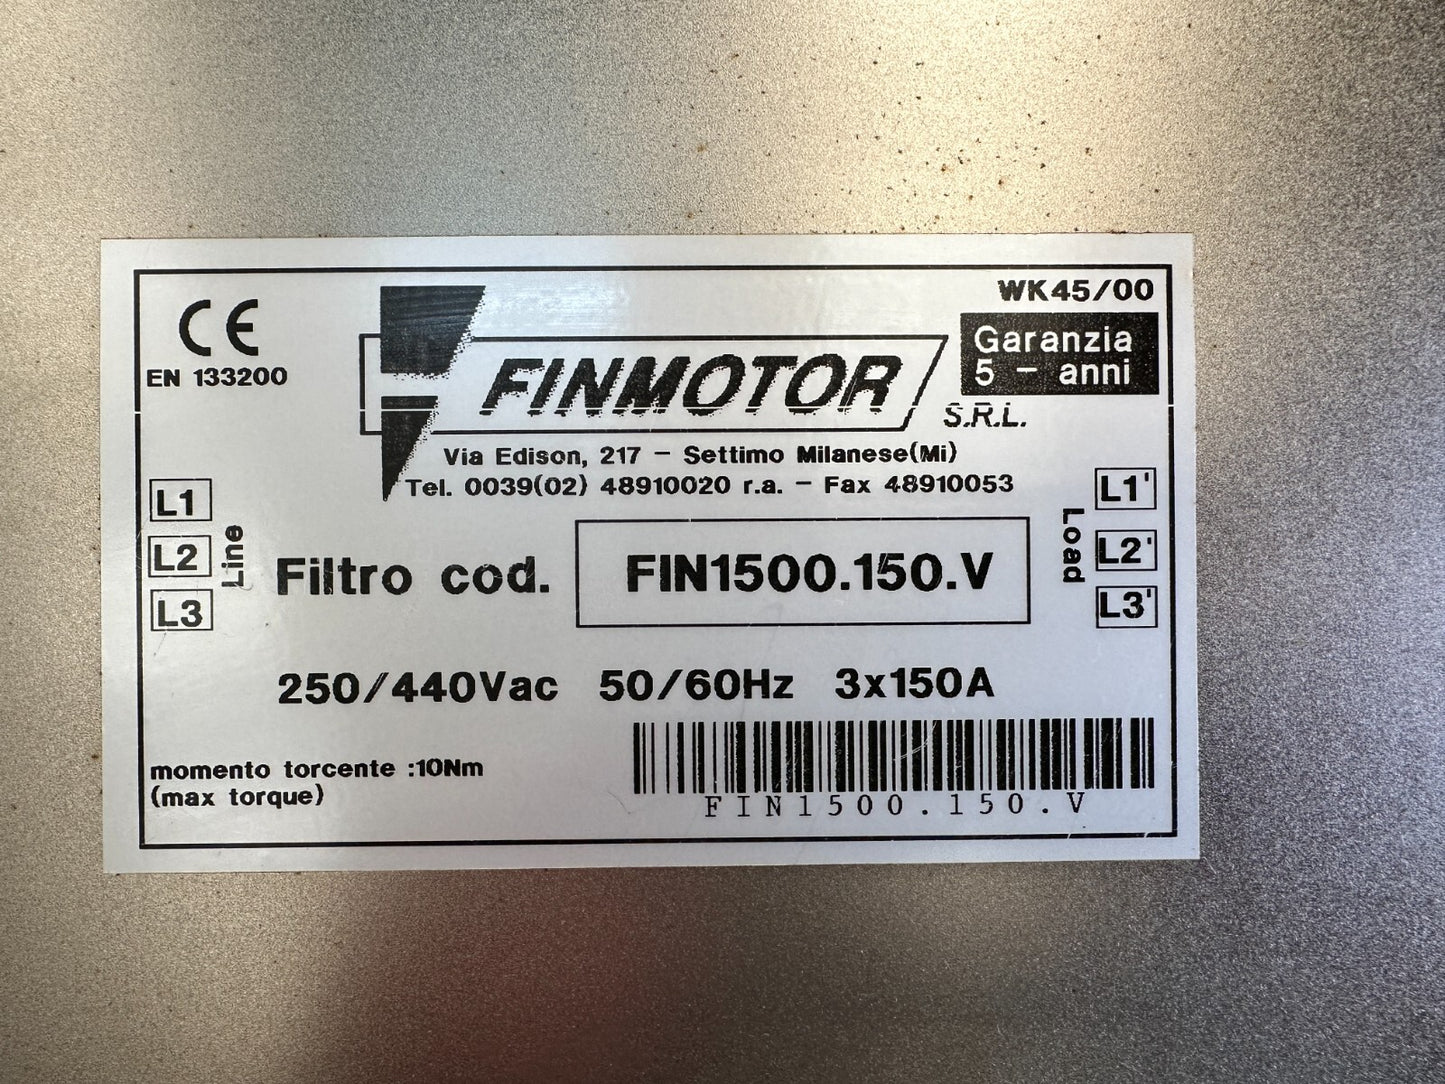 WK45/00
CE
EN 133200
FINMOTOR
S.R.L.
Garanzia
5 - anni
Via Edison, 217 - Settimo Milanese(Mi)
Tel. 0039(02) 48910020 r.a. - Fax 48910053
L1
L2
L3
Line
Filtro cod.
FIN1500.150.V
Load
L1'
L2'
L3'
250/440Vac 50/60Hz 3x150A
momento torcente :10Nm
(max torque)
FIN1500.150.V